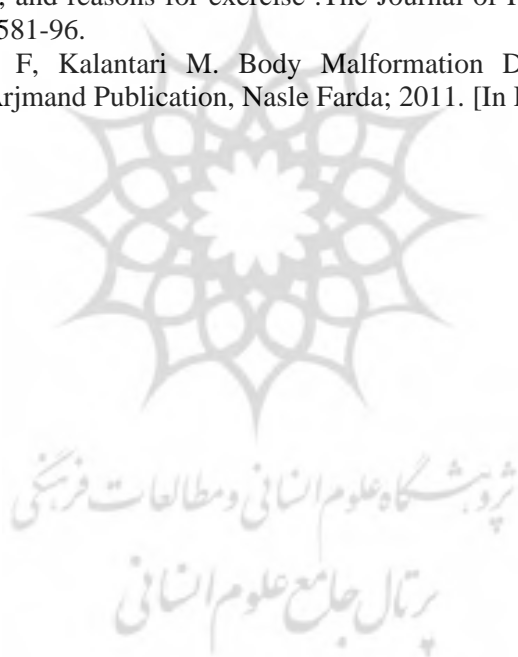 , and reasons for exercise .The Journal of P
581-96.
F, Kalantari M. Body Malformation D
Arjmand Publication, Nasle Farda; 2011. [In
پژوهشگاه علوم انسانی و مطالعات فرهنگی
پرتال جامع علوم انسانی